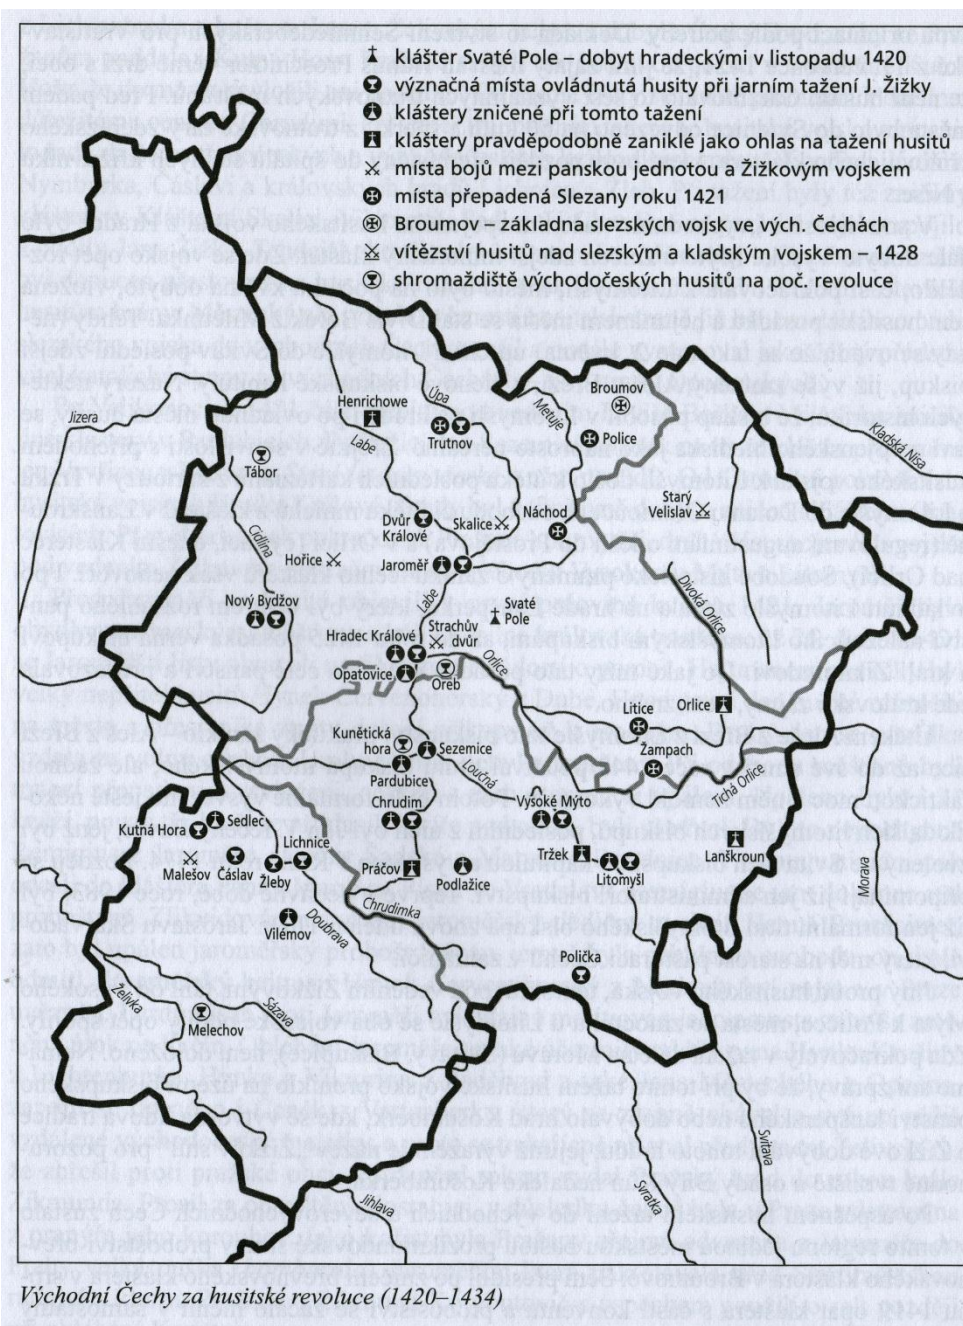 klášter Svaté Pole – dobyt hradeckými v listopadu 1420
význačná místa ovládnutá husity při jarním tažení J. Žižky
kláštery zničené při tomto tažení
kláštery pravděpodobně zaniklé jako ohlas na tažení husitů
místa bojů mezi panskou jednotou a Žižkovým vojskem
místa přepadená Slezany roku 1421
Broumov – základna slezských vojsk ve vých. Čechách
vítězství husitů nad slezským a kladským vojskem – 1428
shromaždiště východočeských husitů na poč. revoluce
Jizera
Henrichowe
Labe
Úpa
Trutnov
Metuje
Broumov
Police
Kladská Nisa
Tábor
Cidlina
Dvůr
Králové
Skalice
Náchod
Starý
Velislav
Hořice
Jaroměř
Divoká Orlice
Nový Bydžov
Labe
Svaté
Pole
Hradec Králové
Strachův
dvůr
Orlice
Opatovice
Oreb
Litice
Orlice
Kunětická
hora
Sezemice
Žampach
Pardubice
Loučná
Tichá Orlice
Chrudim
Vysoké Mýto
Kutná Hora
Sedlec
Malešov
Čáslav
Lichnice
Žleby
Práčov
Podlažice
Tržek
Litomyšl
Lanškroun
Morava
Chrudimka
Vilémov
Doubrava
Polička
Želivka
Sázava
Melechov
Svitava
Svratka
Jihlava
Východní Čechy za husitské revoluce (1420–1434)